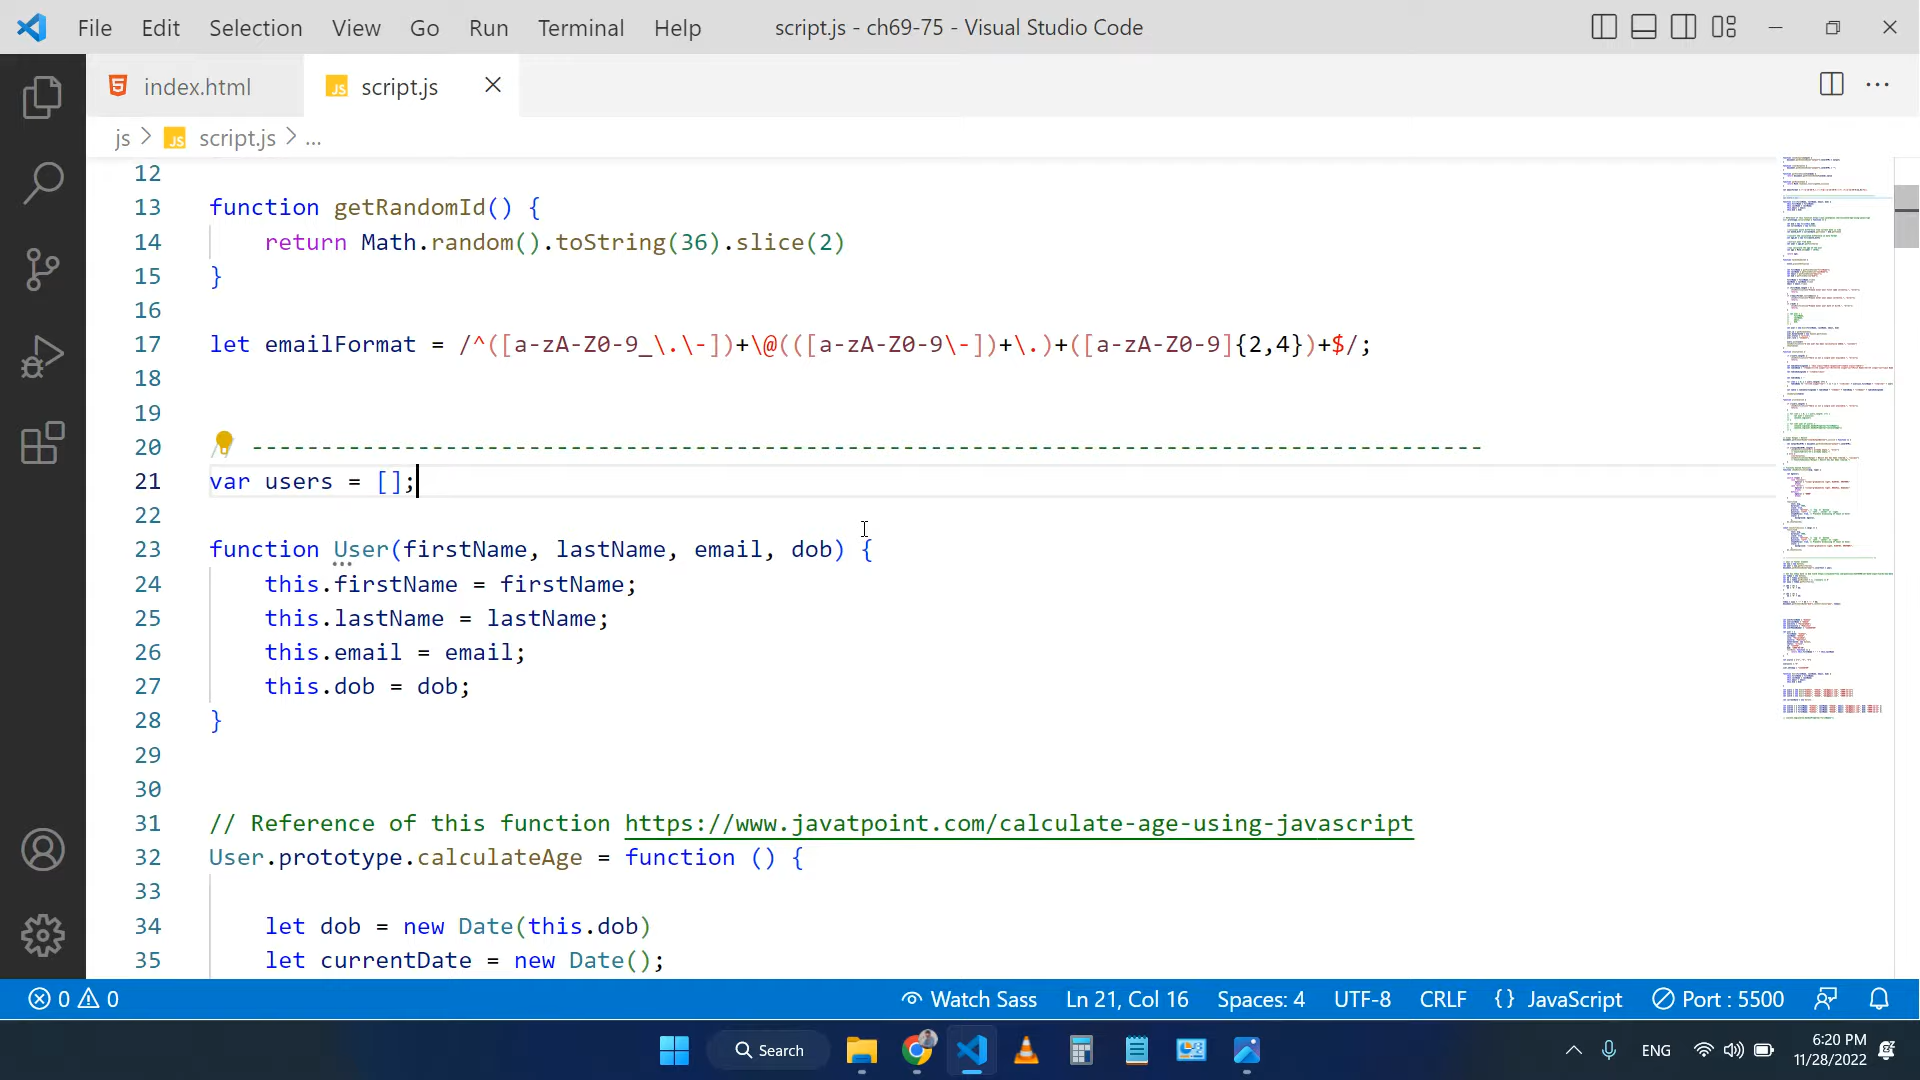 File Edit Selection View Go Run Terminal Help script.js - ch69-75 - Visual Studio Code
index.html JS script.js
js > JS script.js > ...
12
13 function getRandomId() {
14     return Math.random().toString(36).slice(2)
15 }
16
17 let emailFormat = /^([a-zA-Z0-9_\.\-])+\@(([a-zA-Z0-9\-])+\.)+([a-zA-Z0-9]{2,4})+$/;
18
19
20 // -----------------------------------------------------------------------------------------
21 var users = [];
22
23 function User(firstName, lastName, email, dob) {
24     this.firstName = firstName;
25     this.lastName = lastName;
26     this.email = email;
27     this.dob = dob;
28 }
29
30
31 // Reference of this function https://www.javatpoint.com/calculate-age-using-javascript
32 User.prototype.calculateAge = function () {
33
34     let dob = new Date(this.dob)
35     let currentDate = new Date();
0 0 Watch Sass Ln 21, Col 16 Spaces: 4 UTF-8 CRLF {} JavaScript Port : 5500
Search ENG 6:20 PM
11/28/2022